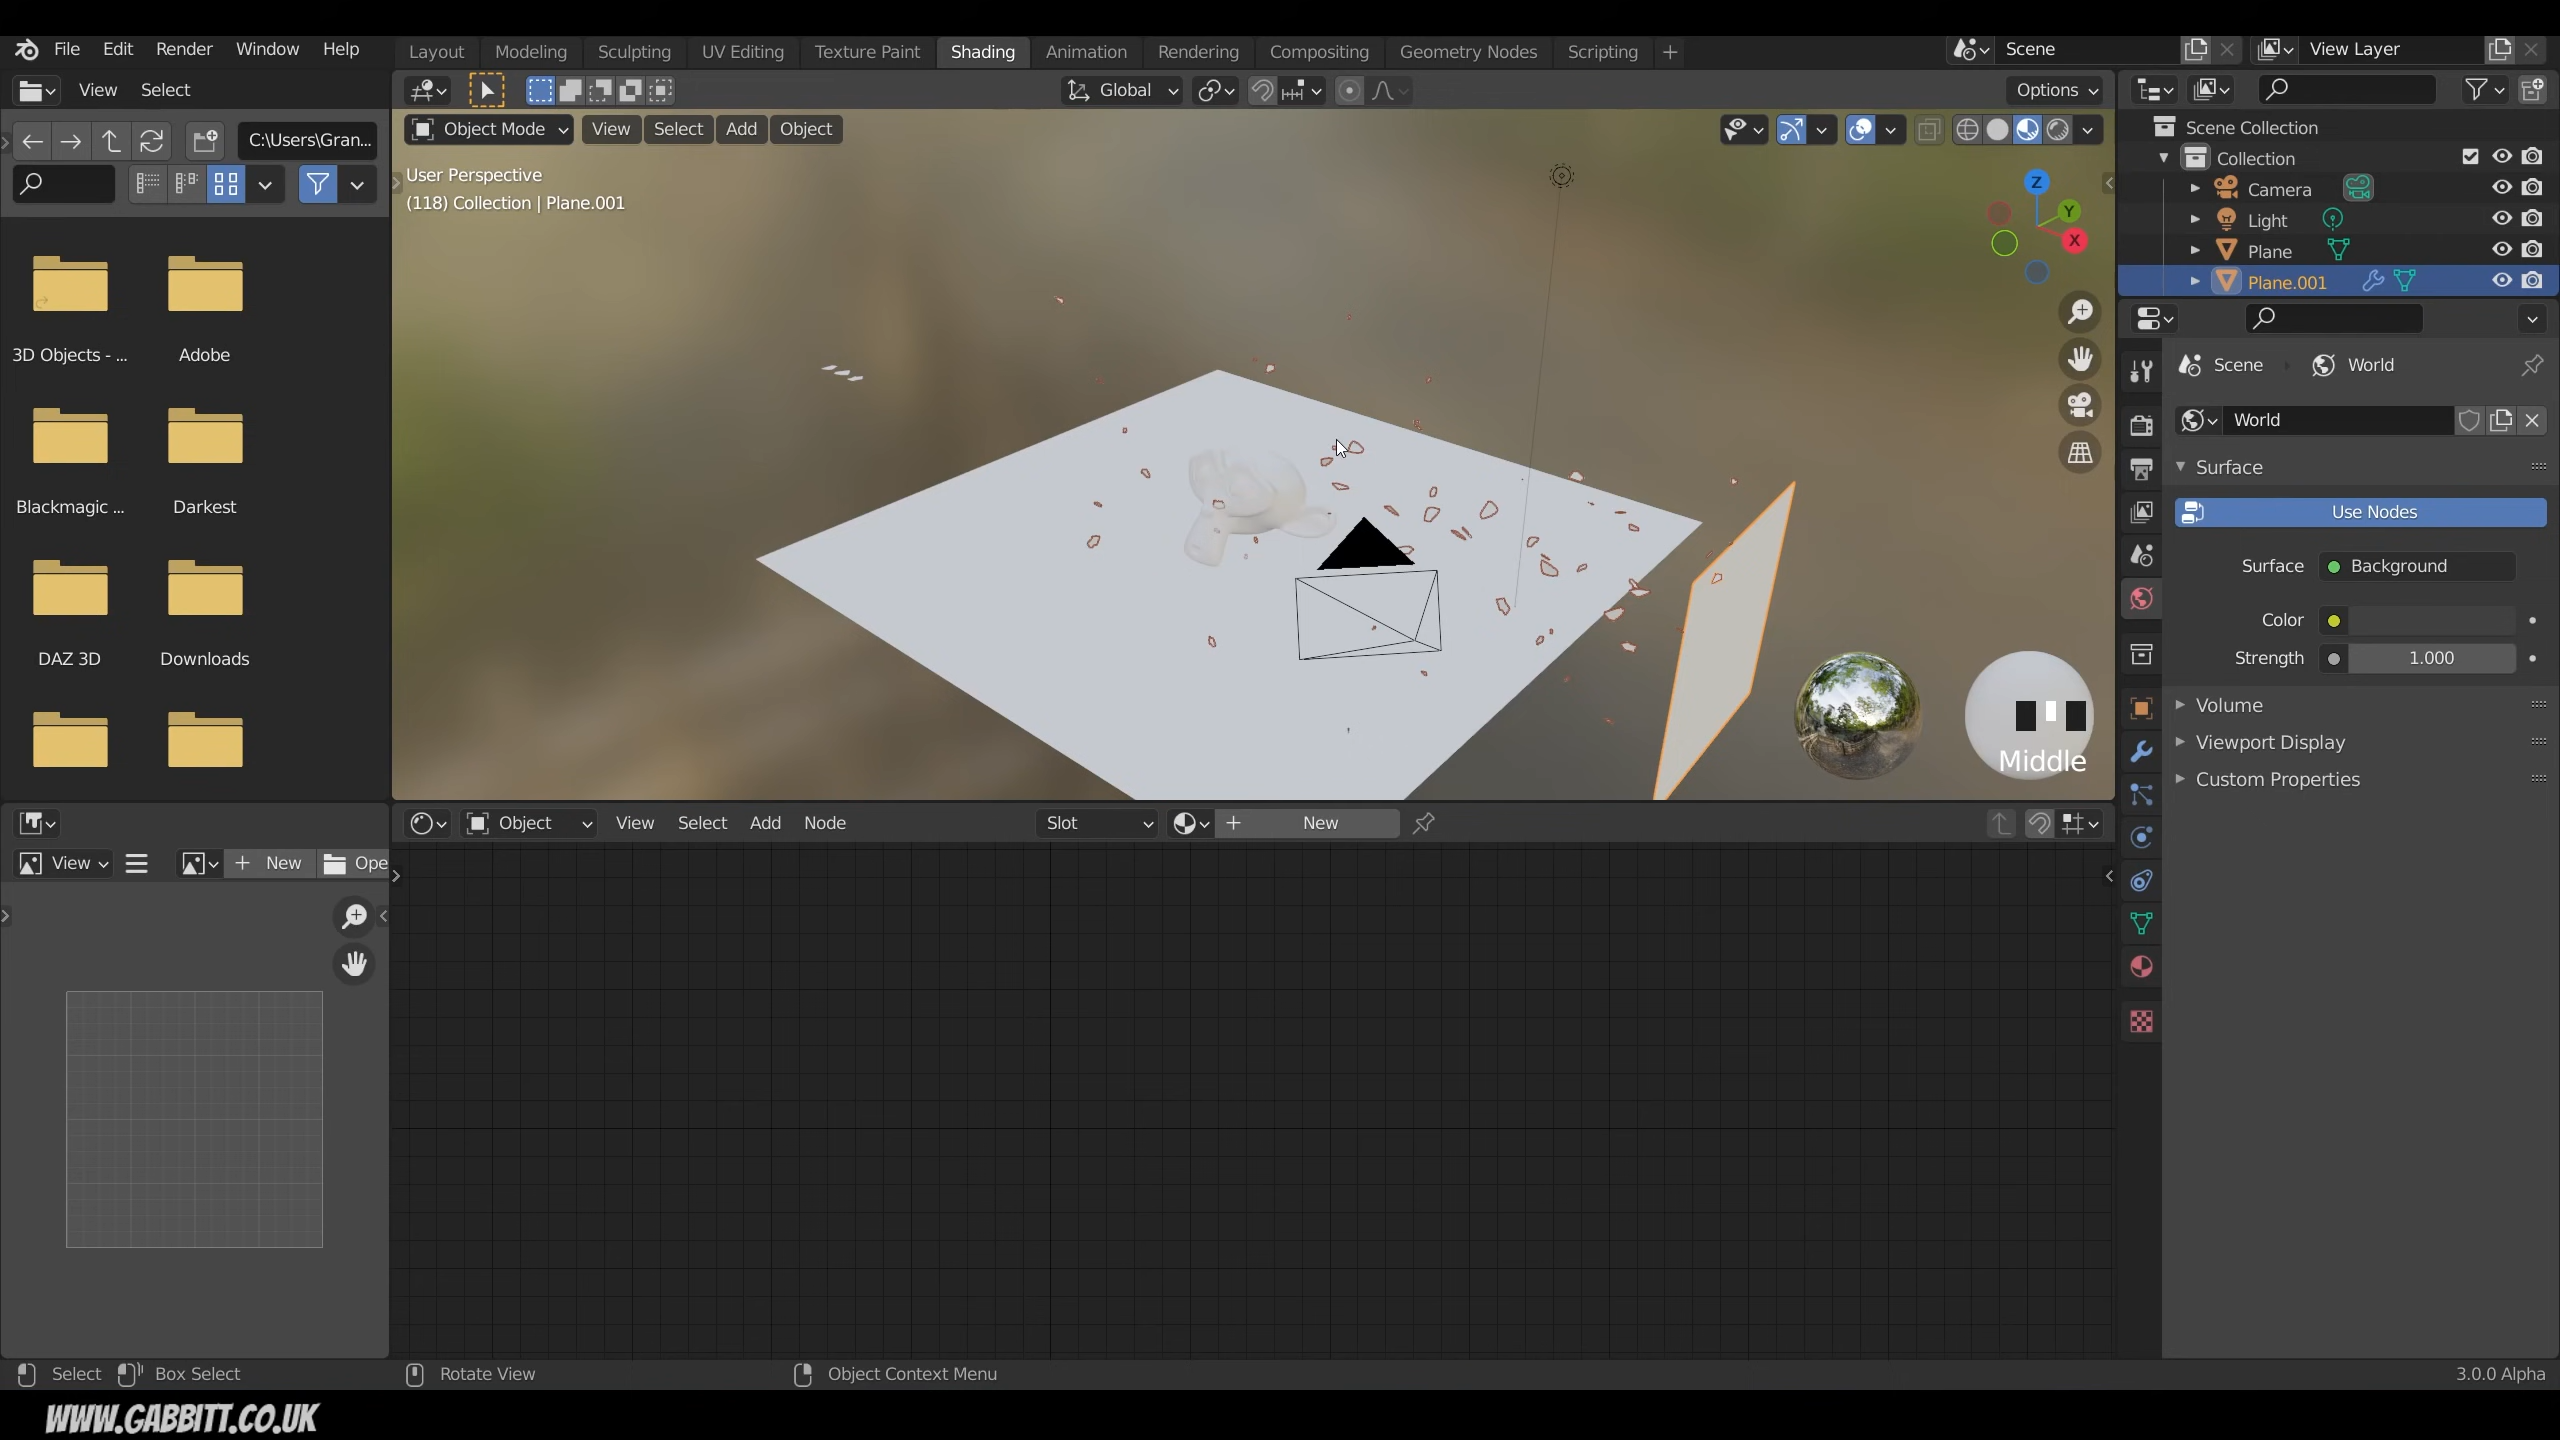 File Edit Render Window Help
Layout Modeling Sculpting UV Editing Texture Paint Shading Animation Rendering Compositing Geometry Nodes Scripting
Scene View Layer
View Select
Global
Options
C:\Users\Gran...
Object Mode View Select Add Object
User Perspective
(118) Collection | Plane.001
Z
Y
X
Middle
Scene Collection
Collection
Camera
Light
Plane
Plane.001
3D Objects - ... Adobe
Blackmagic ... Darkest
DAZ 3D Downloads
Scene World
World
Surface
Use Nodes
Surface Background
Color
Strength 1.000
Volume
Viewport Display
Custom Properties
Object View Select Add Node Slot New
View New Ope
Select Box Select Rotate View Object Context Menu 3.0.0 Alpha
WWW.GABBITT.CO.UK